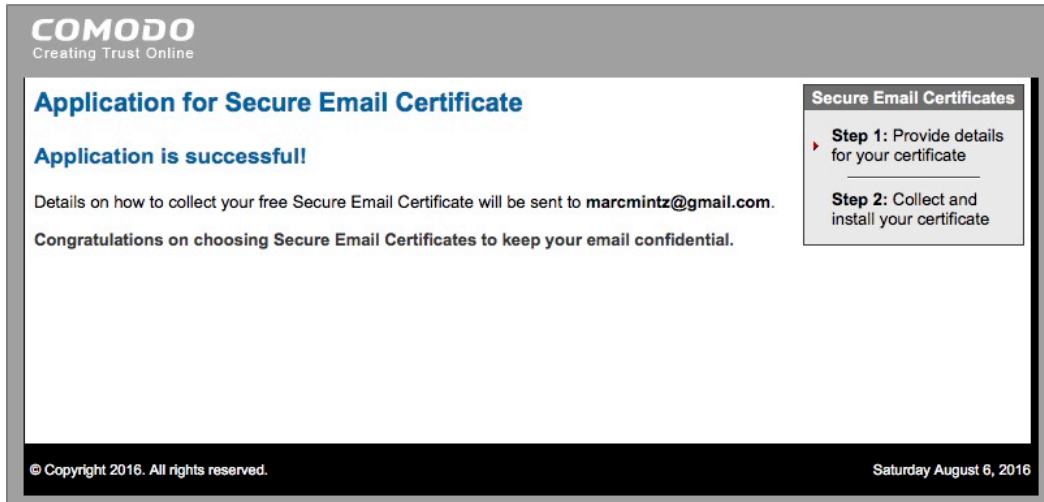 COMODO
Creating Trust Online
Application for Secure Email Certificate
Application is successful!
Details on how to collect your free Secure Email Certificate will be sent to marcmintz@gmail.com.
Congratulations on choosing Secure Email Certificates to keep your email confidential.
Secure Email Certificates
Step 1: Provide details
for your certificate
Step 2: Collect and
install your certificate
© Copyright 2016. All rights reserved.
Saturday August 6, 2016